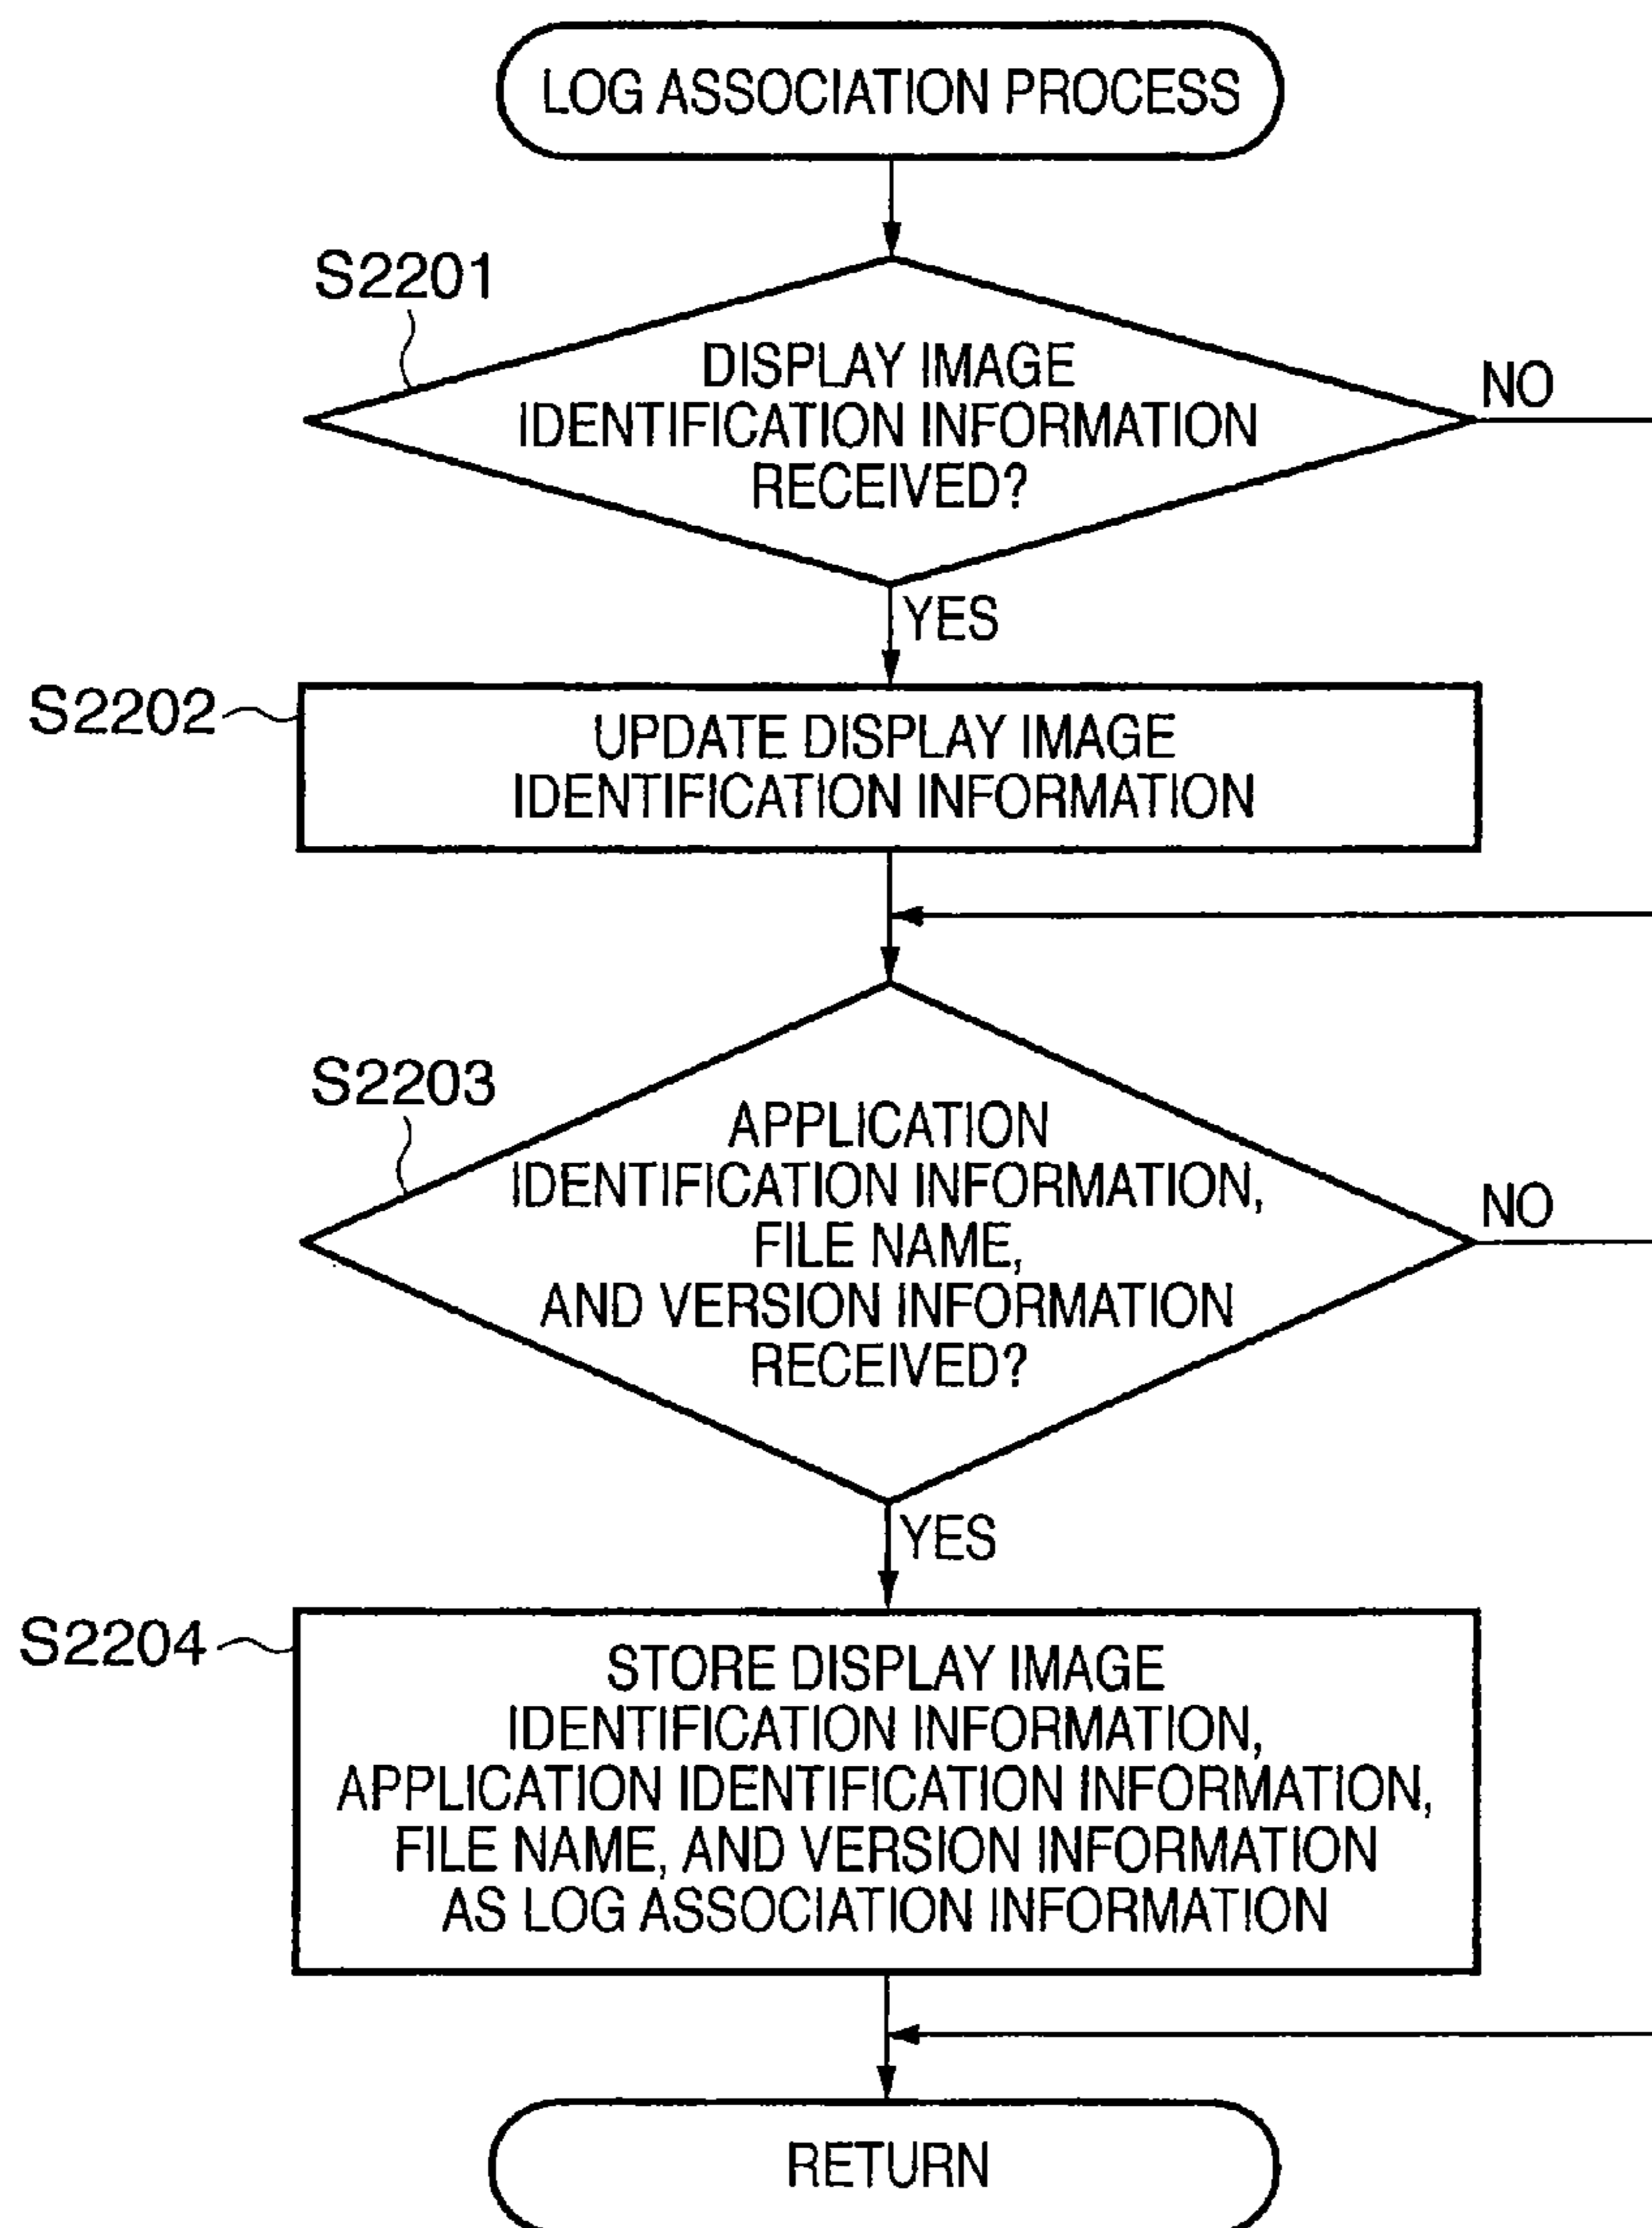 LOG ASSOCIATION PROCESS
S2201
DISPLAY IMAGE
IDENTIFICATION INFORMATION
RECEIVED?
NO
YES
S2202
UPDATE DISPLAY IMAGE
IDENTIFICATION INFORMATION
S2203
APPLICATION
IDENTIFICATION INFORMATION,
FILE NAME,
AND VERSION INFORMATION
RECEIVED?
NO
YES
S2204
STORE DISPLAY IMAGE
IDENTIFICATION INFORMATION,
APPLICATION IDENTIFICATION INFORMATION,
FILE NAME, AND VERSION INFORMATION
AS LOG ASSOCIATION INFORMATION
RETURN